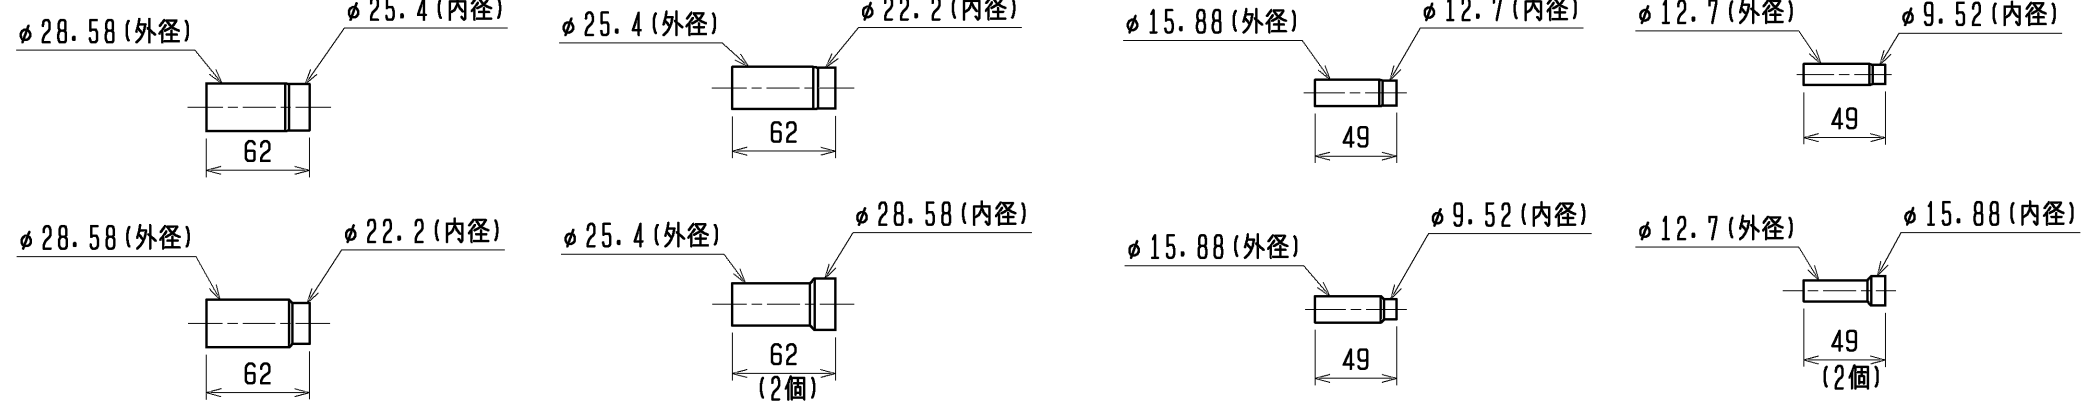 φ28.58(外径) φ25.4(内径)
62
φ25.4(外径) φ22.2(内径)
62
φ15.88(外径) φ12.7(内径)
49
φ12.7(外径) φ9.52(内径)
49
φ28.58(外径) φ22.2(内径)
62
φ25.4(外径) φ28.58(内径)
62
(2個)
φ15.88(外径) φ9.52(内径)
49
φ12.7(外径) φ15.88(内径)
49
(2個)